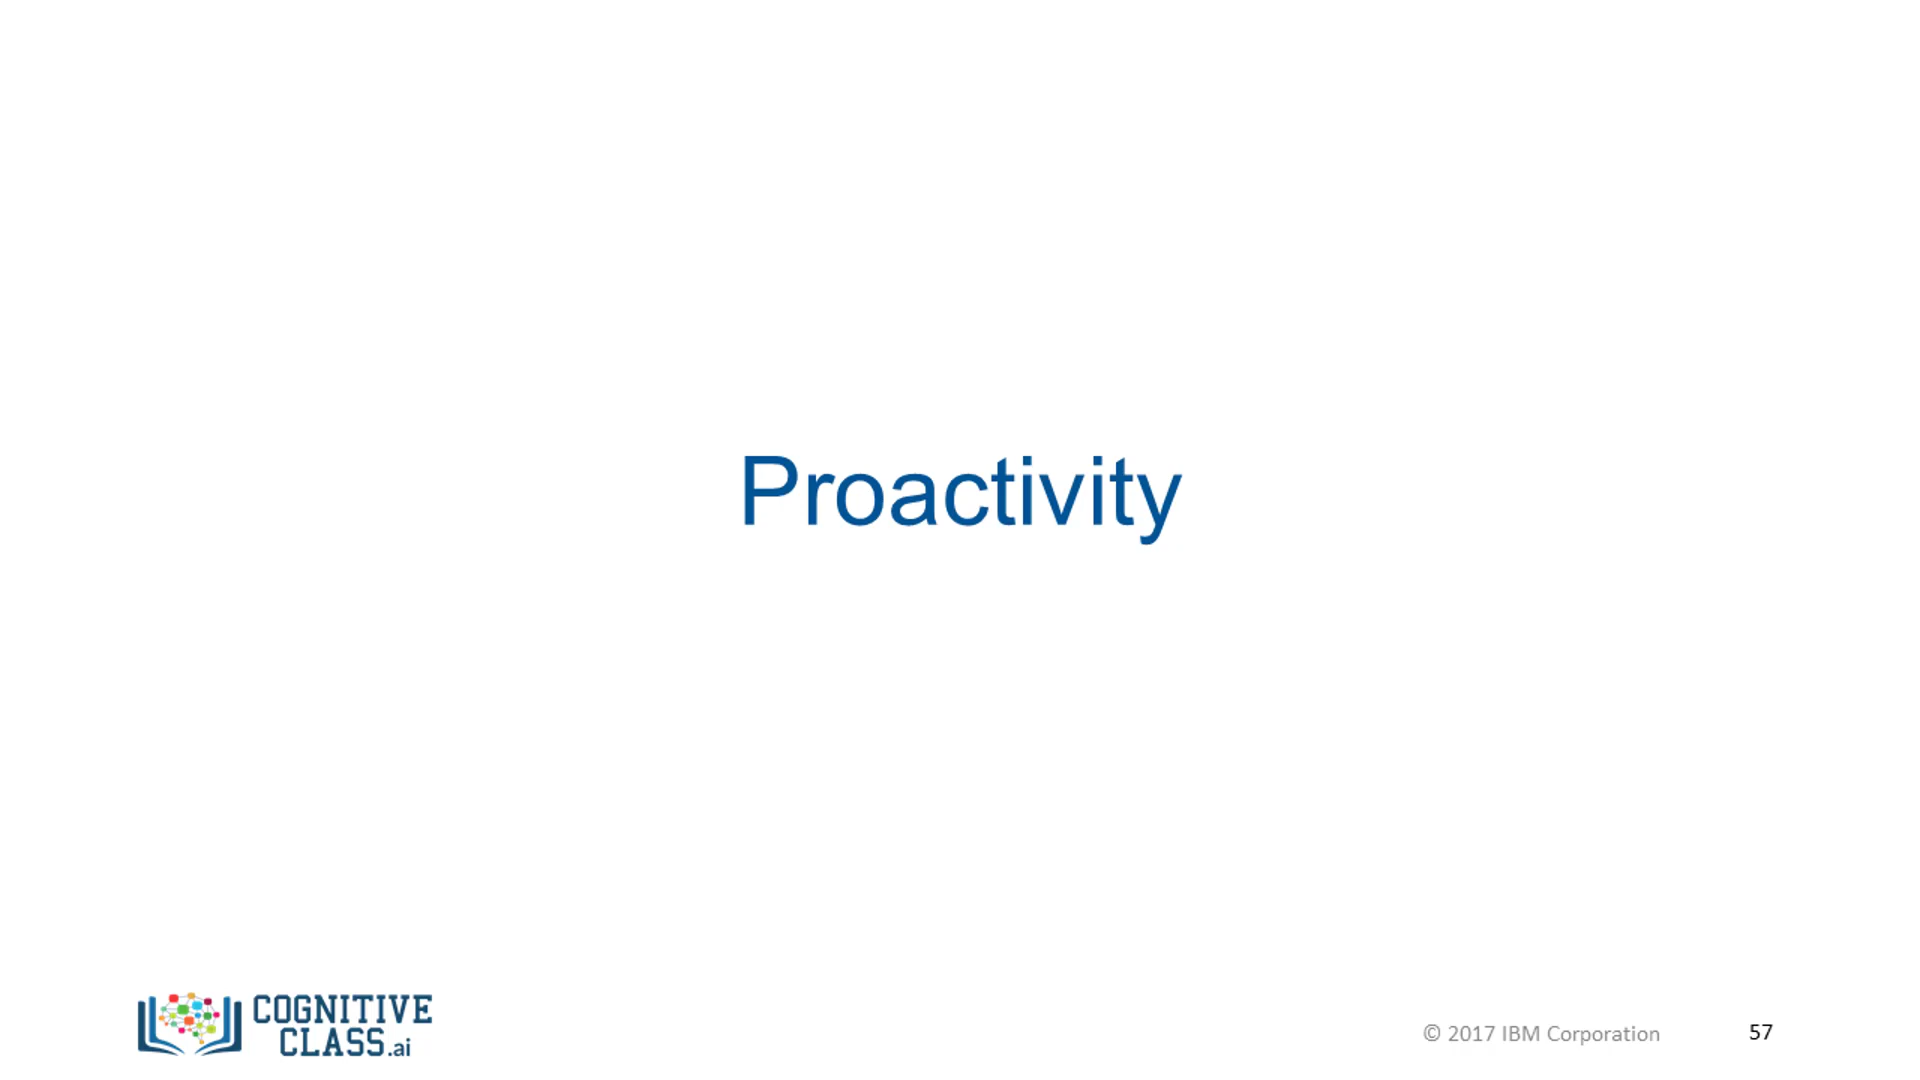 Proactivity
COGNITIVE
CLASS.ai
© 2017 IBM Corporation
57